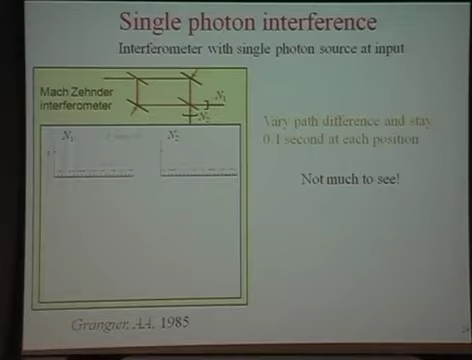 Single photon interference
Interferometer with single photon source at input
Mach Zehnder
interferometer
N1
N2
Vary path difference and stay
0.1 second at each position
N1
N2
Not much to see!
Grangier, AA, 1985